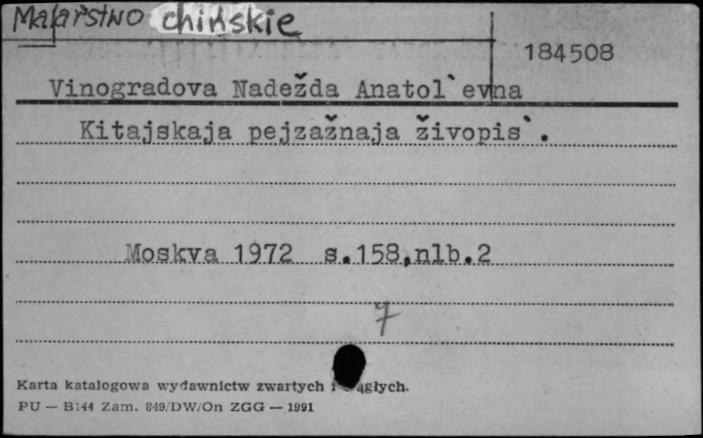 Malarstwo chińskie
184508
Vinogradova Nadežda Anatol`evna
Kitajskaja pejzažnaja živopis`.
Moskva 1972 s.158,nlb.2
7
Karta katalogowa wydawnictw zwartych i
PU — B144 Zam. 849/DW/On ZGG — 1991